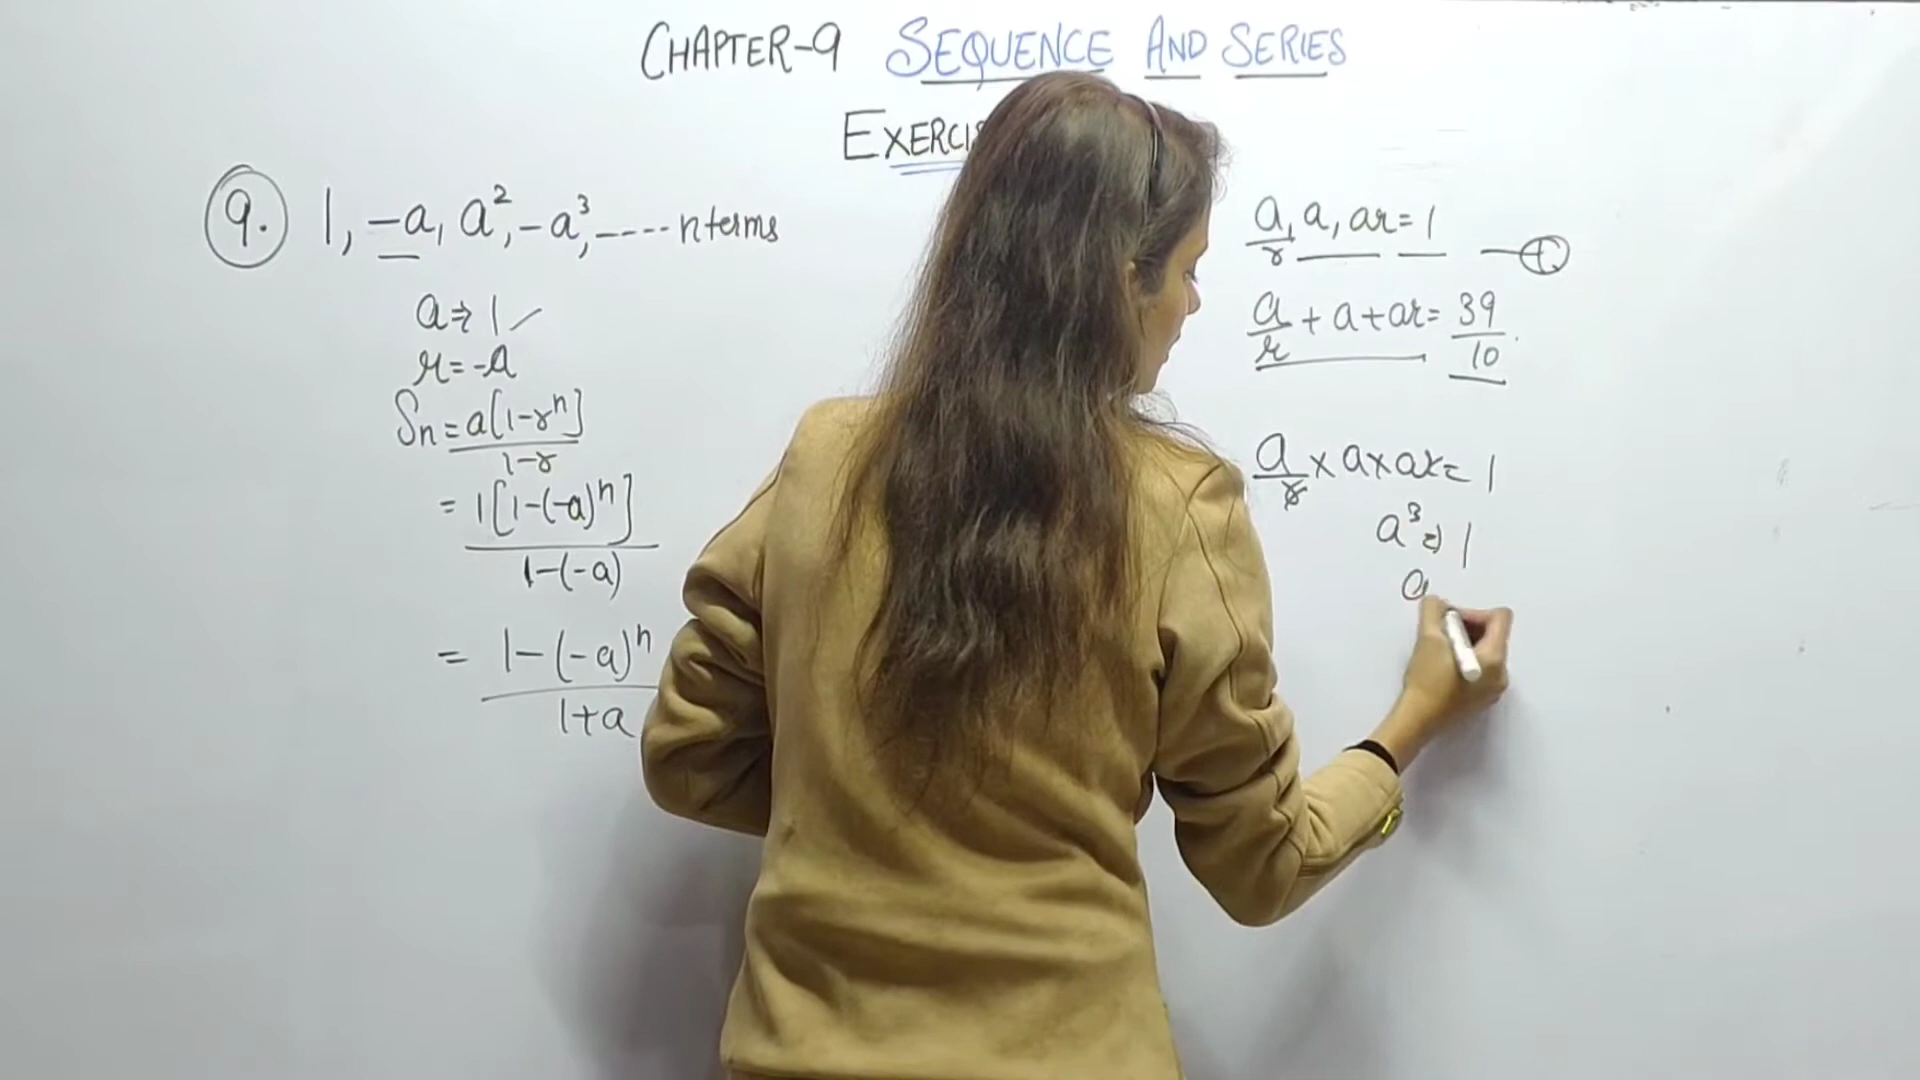 CHAPTER-9 SEQUENCE AND SERIES
EXERCIS
9. 1, -a, a², -a³, ---- n terms
a ⇒ 1 ✓
r = -a
Sn = a[1-rⁿ]
1-r
= 1[1-(-a)ⁿ]
1-(-a)
= 1-(-a)ⁿ
1+a
a, a, ar = 1 — 1
r
a + a + ar = 39
r 10
a × a × ar = 1
r
a³ ⇒ 1
a